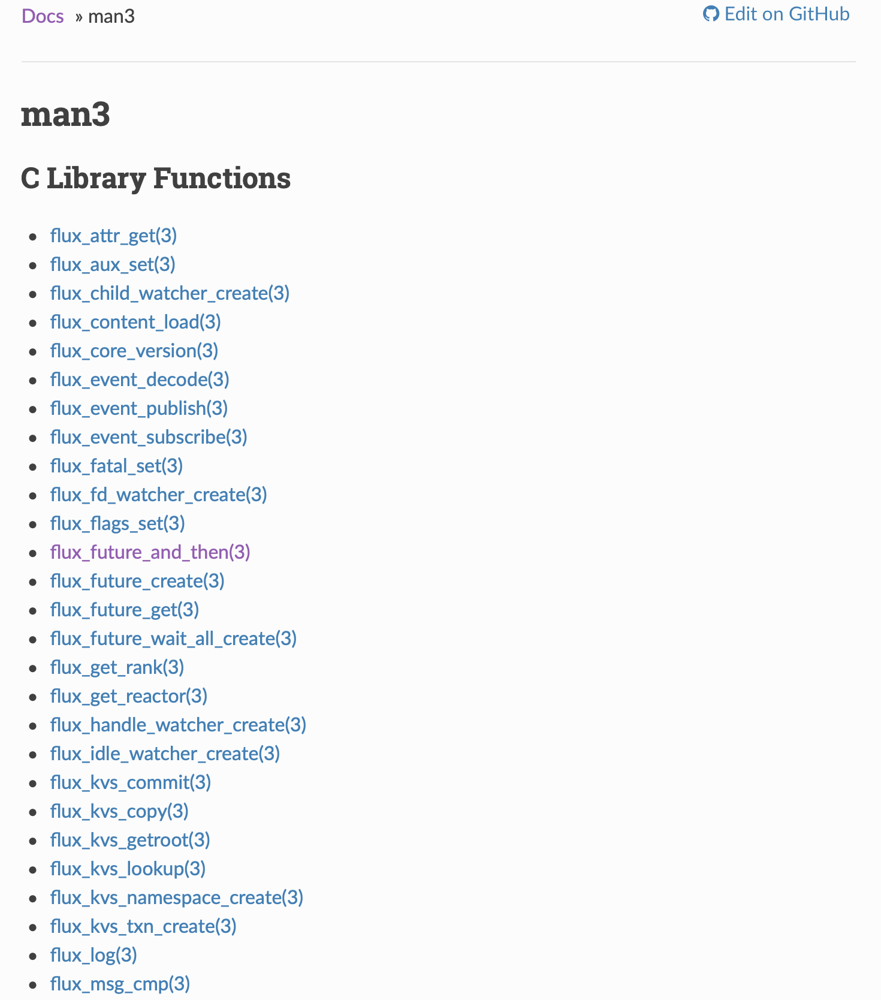 Docs » man3
Edit on GitHub
man3
C Library Functions
flux_attr_get(3)
flux_aux_set(3)
flux_child_watcher_create(3)
flux_content_load(3)
flux_core_version(3)
flux_event_decode(3)
flux_event_publish(3)
flux_event_subscribe(3)
flux_fatal_set(3)
flux_fd_watcher_create(3)
flux_flags_set(3)
flux_future_and_then(3)
flux_future_create(3)
flux_future_get(3)
flux_future_wait_all_create(3)
flux_get_rank(3)
flux_get_reactor(3)
flux_handle_watcher_create(3)
flux_idle_watcher_create(3)
flux_kvs_commit(3)
flux_kvs_copy(3)
flux_kvs_getroot(3)
flux_kvs_lookup(3)
flux_kvs_namespace_create(3)
flux_kvs_txn_create(3)
flux_log(3)
flux_msg_cmp(3)